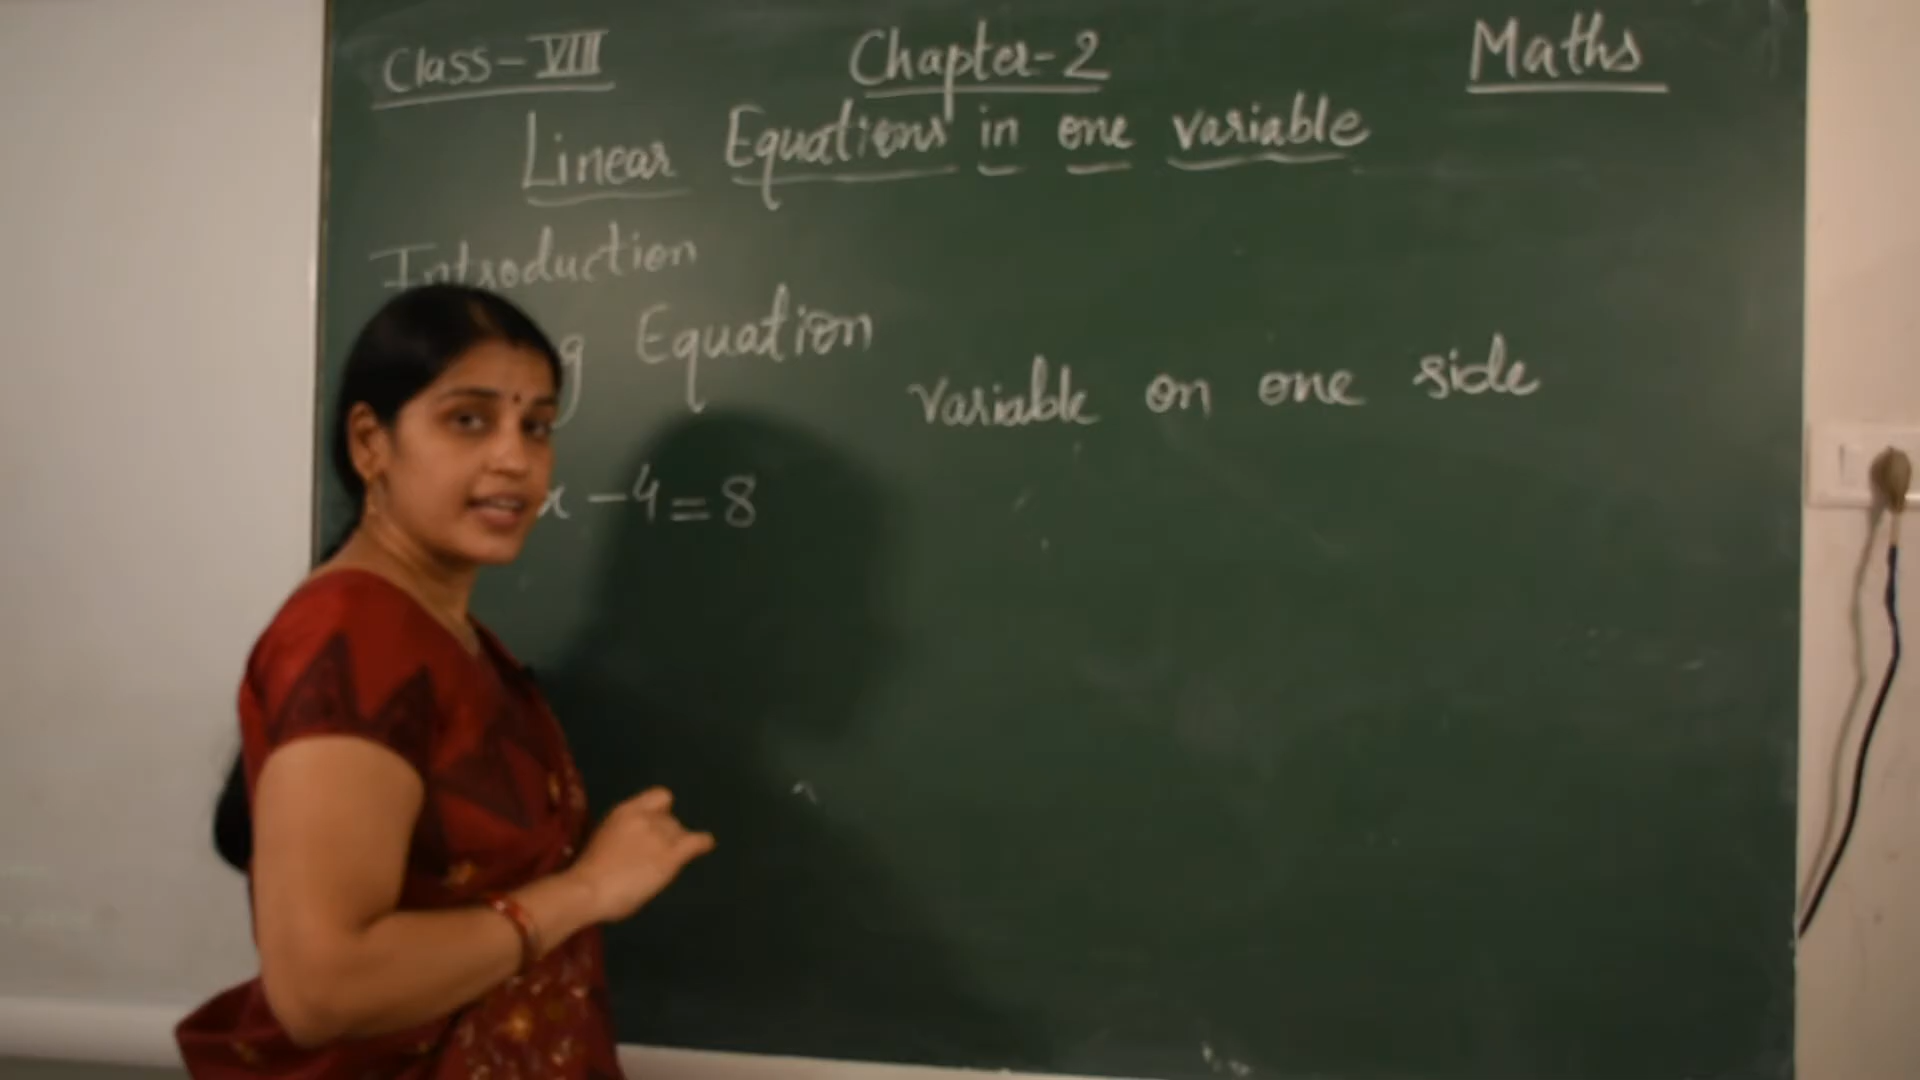 Class-VIII Chapter-2 Maths
Linear Equations in one variable
Introduction
Equation
variable on one side
x - 4 = 8